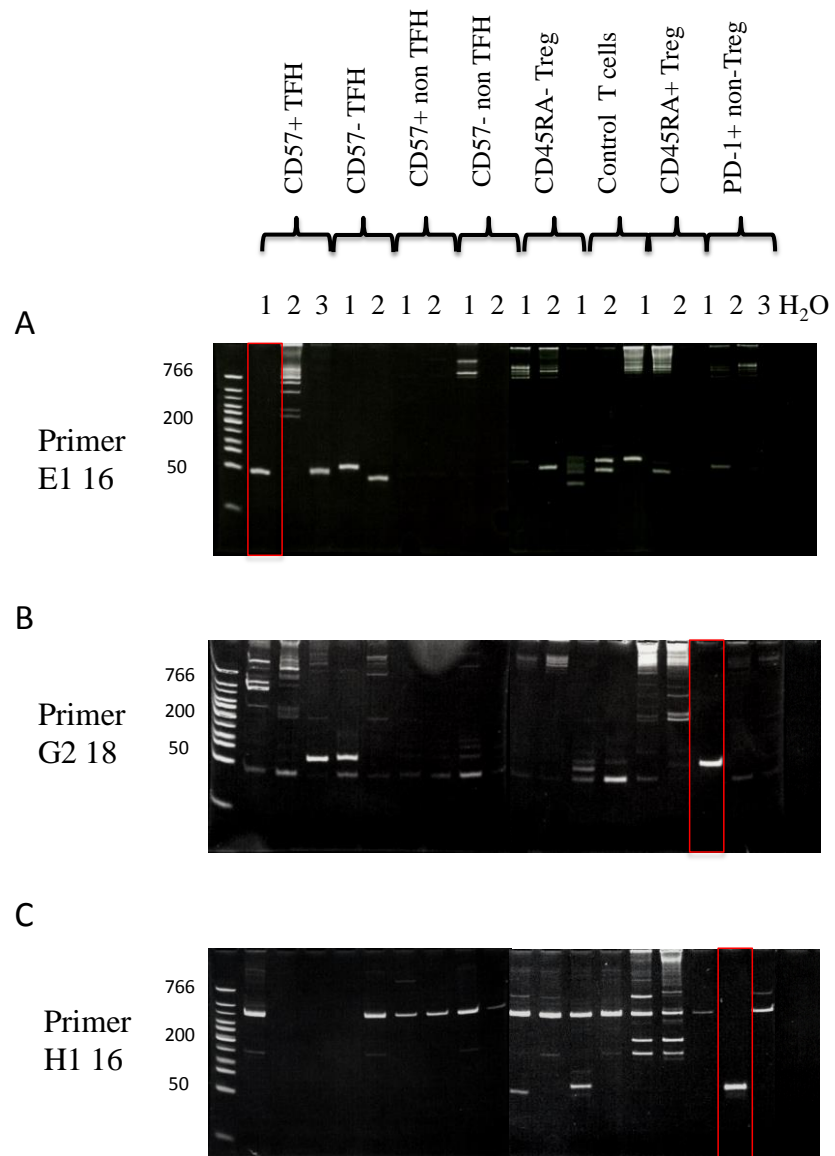 CD57+ TFH
CD57- TFH
CD57+ non TFH
CD57- non TFH
CD45RA- Treg
Control T cells
CD45RA+ Treg
PD-1+ non-Treg
1 2 3 1 2 1 2 1 2 1 2 1 2 1 2 1 2 3 H₂O
A
766
200
50
Primer
E1 16
B
766
200
50
Primer
G2 18
C
766
200
50
Primer
H1 16